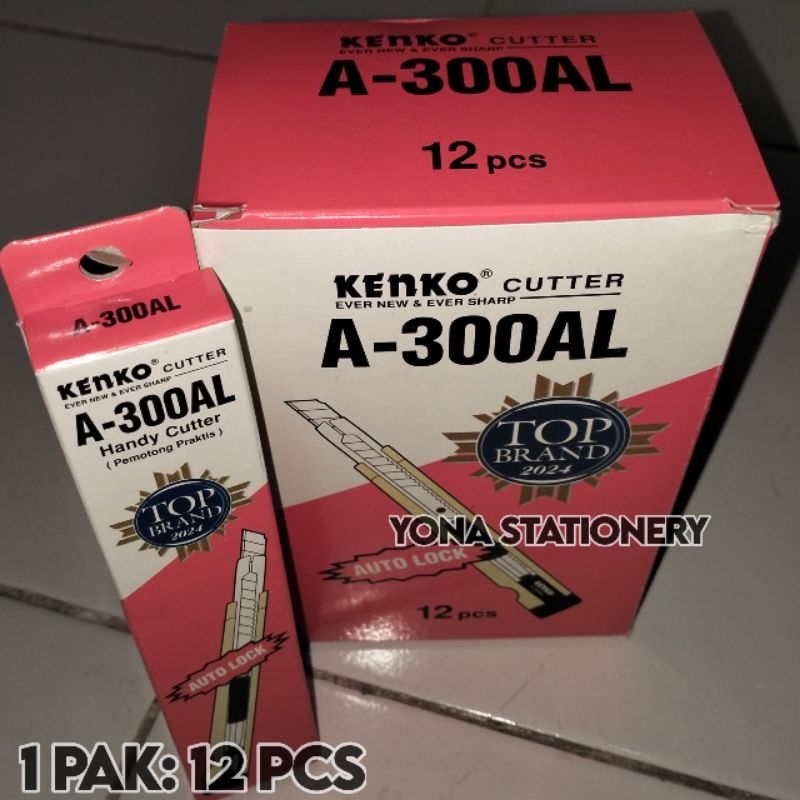 KENKO® CUTTER
EVER NEW & EVER SHARP
A-300AL
12 pcs
KENKO® CUTTER
EVER NEW & EVER SHARP
A-300AL
TOP
BRAND
2024
AUTO LOCK
KENKO
12 pcs
A-300AL
KENKO® CUTTER
EVER NEW & EVER SHARP
A-300AL
Handy Cutter
( Pemotong Praktis )
TOP
BRAND
2024
AUTO LOCK
YONA STATIONERY
1 PAK: 12 PCS